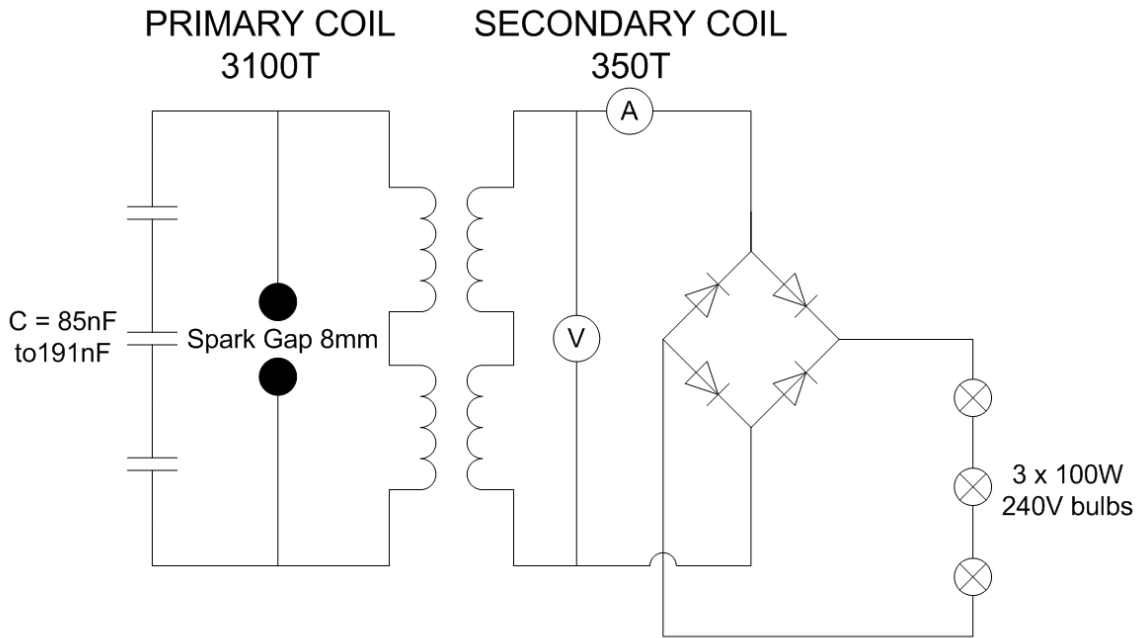 PRIMARY COIL
3100T
SECONDARY COIL
350T
A
C = 85nF
to191nF
Spark Gap 8mm
V
3 x 100W
240V bulbs